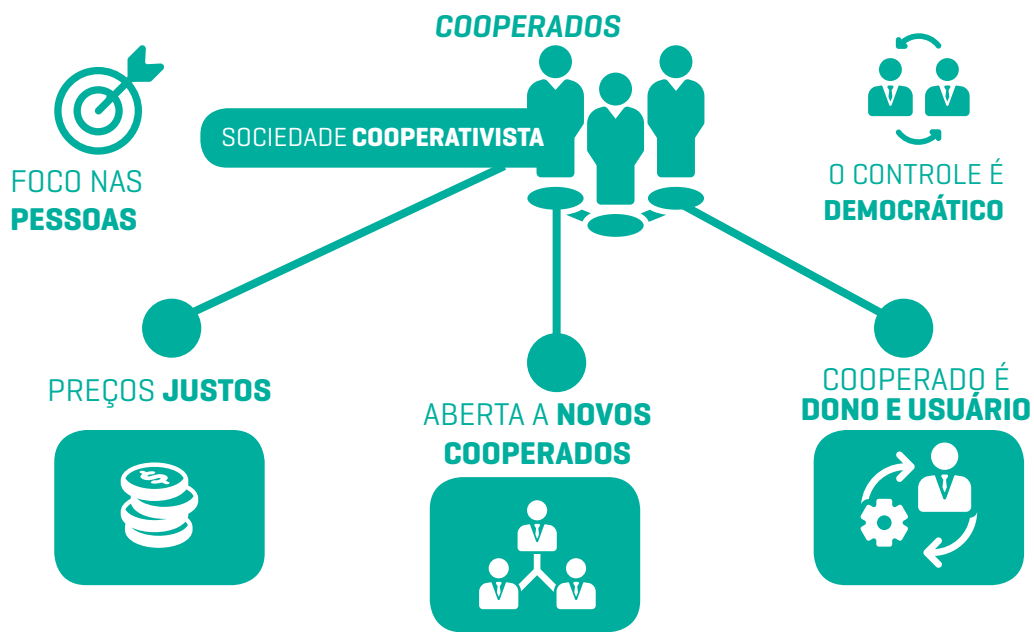 COOPERADOS
SOCIEDADE COOPERATIVISTA
FOCO NAS
PESSOAS
O CONTROLE É
DEMOCRÁTICO
PREÇOS JUSTOS
ABERTA A NOVOS
COOPERADOS
COOPERADO É
DONO E USUÁRIO